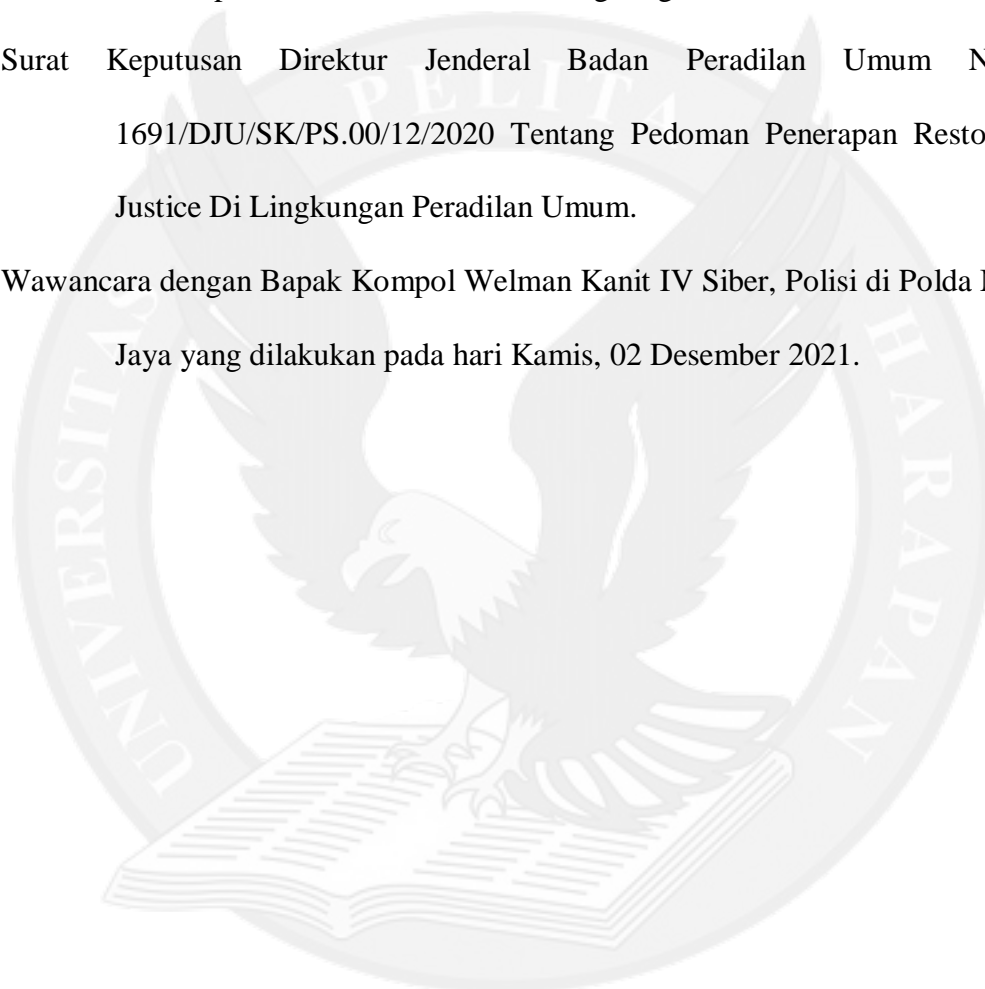 Surat Keputusan Direktur Jenderal Badan Peradilan Umum
1691/DJU/SK/PS.00/12/2020 Tentang Pedoman Penerapan
Justice Di Lingkungan Peradilan Umum.
Wawancara dengan Bapak Kompol Welman Kanit IV Siber, Polisi di Polda
Jaya yang dilakukan pada hari Kamis, 02 Desember 2021.
UNIVERSITAS PELITA HARAPAN